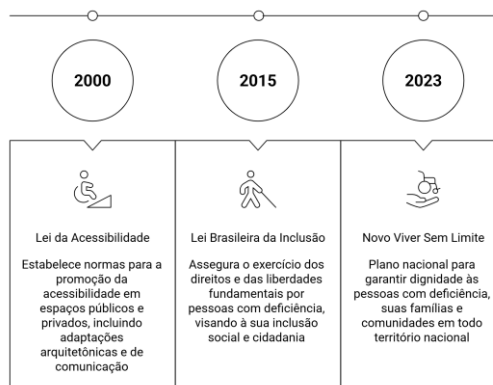 2000
2015
2023
Lei da Acessibilidade
Estabelece normas para a
promoção da
acessibilidade em
espaços públicos e
privados, incluindo
adaptações
arquitetônicas e de
comunicação
Lei Brasileira da Inclusão
Assegura o exercício dos
direitos e das liberdades
fundamentais por
pessoas com deficiência,
visando à sua inclusão
social e cidadania
Novo Viver Sem Limite
Plano nacional para
garantir dignidade às
pessoas com deficiência,
suas famílias e
comunidades em todo
território nacional